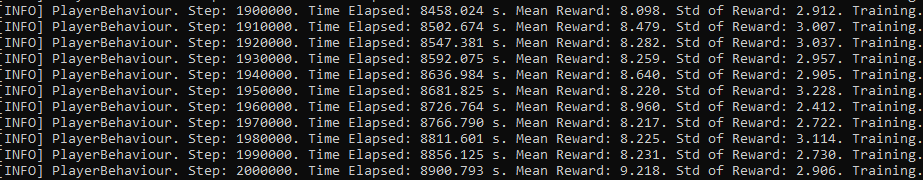 [INFO] PlayerBehaviour. Step: 1900000. Time Elapsed: 8458.024 s. Mean Reward: 8.098. Std of Reward: 2.912. Training.
[INFO] PlayerBehaviour. Step: 1910000. Time Elapsed: 8502.674 s. Mean Reward: 8.479. Std of Reward: 3.007. Training.
[INFO] PlayerBehaviour. Step: 1920000. Time Elapsed: 8547.381 s. Mean Reward: 8.282. Std of Reward: 3.037. Training.
[INFO] PlayerBehaviour. Step: 1930000. Time Elapsed: 8592.075 s. Mean Reward: 8.259. Std of Reward: 2.957. Training.
[INFO] PlayerBehaviour. Step: 1940000. Time Elapsed: 8636.984 s. Mean Reward: 8.640. Std of Reward: 2.905. Training.
[INFO] PlayerBehaviour. Step: 1950000. Time Elapsed: 8681.825 s. Mean Reward: 8.220. Std of Reward: 3.228. Training.
[INFO] PlayerBehaviour. Step: 1960000. Time Elapsed: 8726.764 s. Mean Reward: 8.960. Std of Reward: 2.412. Training.
[INFO] PlayerBehaviour. Step: 1970000. Time Elapsed: 8766.790 s. Mean Reward: 8.217. Std of Reward: 2.722. Training.
[INFO] PlayerBehaviour. Step: 1980000. Time Elapsed: 8811.601 s. Mean Reward: 8.225. Std of Reward: 3.114. Training.
[INFO] PlayerBehaviour. Step: 1990000. Time Elapsed: 8856.125 s. Mean Reward: 8.231. Std of Reward: 2.730. Training.
[INFO] PlayerBehaviour. Step: 2000000. Time Elapsed: 8900.793 s. Mean Reward: 9.218. Std of Reward: 2.906. Training.